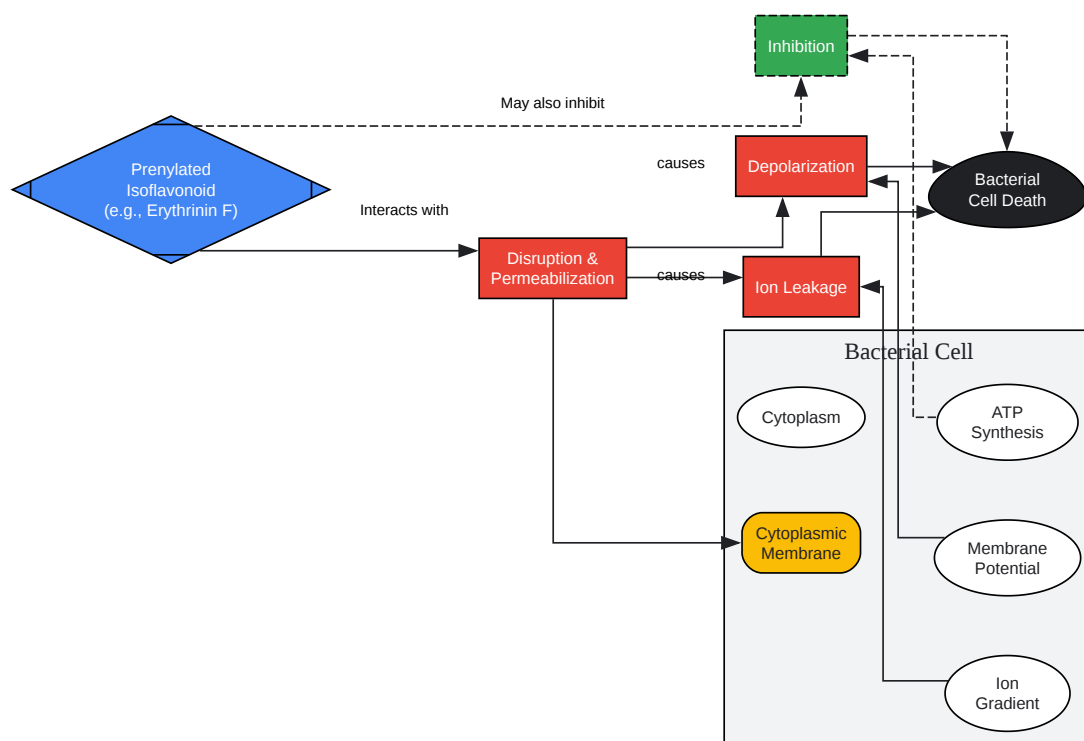 Inhibition
May also inhibit
Prenylated
Isoflavonoid
(e.g., Erythrinin F)
causes
Depolarization
Bacterial
Cell Death
Interacts with
Disruption &
Permeabilization
causes
Ion Leakage
Bacterial Cell
Cytoplasm
ATP
Synthesis
Cytoplasmic
Membrane
Membrane
Potential
Ion
Gradient